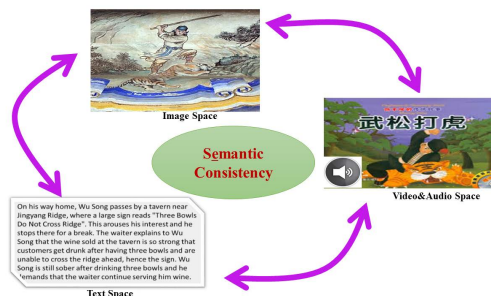 Image Space
武松打虎
Semantic
Consistency
Video&Audio Space
On his way home, Wu Song passes by a tavern near
Jingyang Ridge, where a large sign reads "Three Bowls
Do Not Cross Ridge". This arouses his interest and he
stops there for a break. The waiter explains to Wu
Song that the wine sold at the tavern is so strong that
customers get drunk after having three bowls and are
unable to cross the ridge ahead, hence the sign. Wu
Song is still sober after drinking three bowls and he
demands that the waiter continue serving him wine.
Text Space